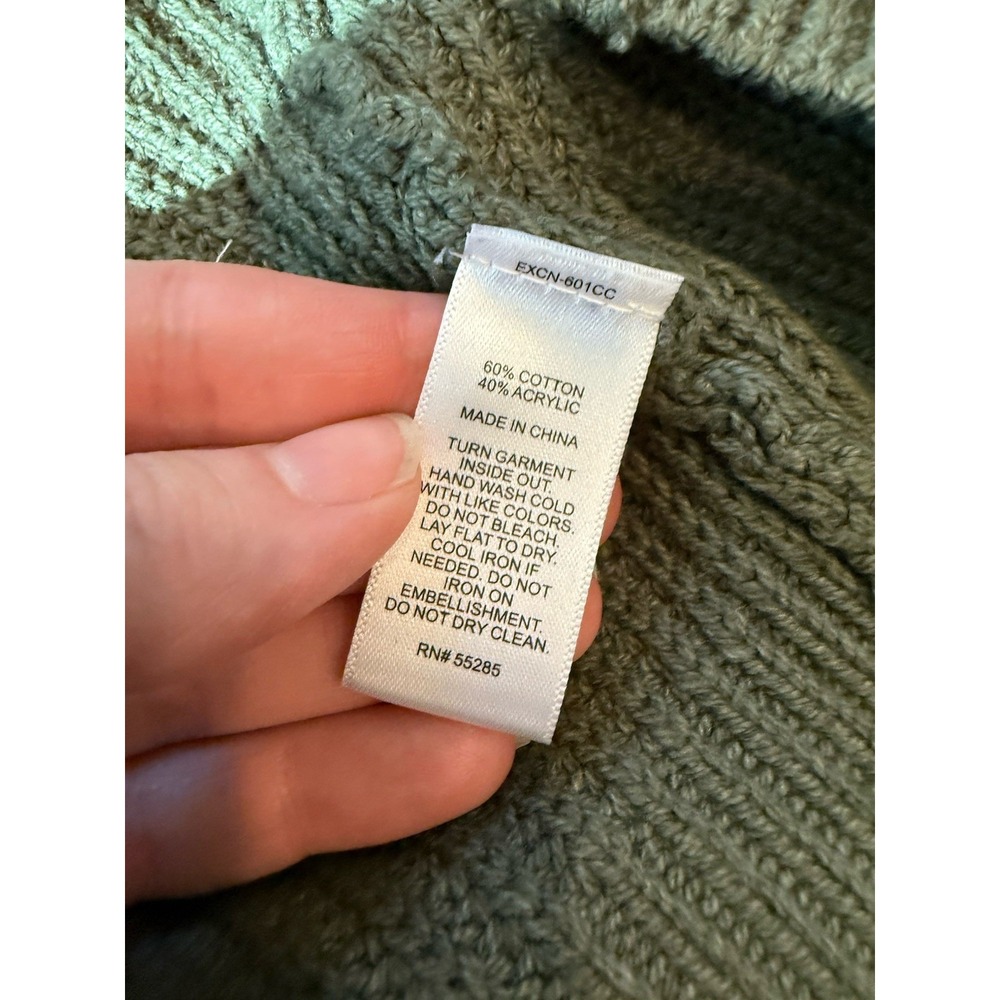 EXCN-601CC
60% COTTON
40% ACRYLIC
MADE IN CHINA
TURN GARMENT
INSIDE OUT.
HAND WASH COLD
WITH LIKE COLORS.
DO NOT BLEACH.
LAY FLAT TO DRY.
COOL IRON IF
NEEDED. DO NOT
IRON ON
EMBELLISHMENT.
DO NOT DRY CLEAN.
RN# 55285